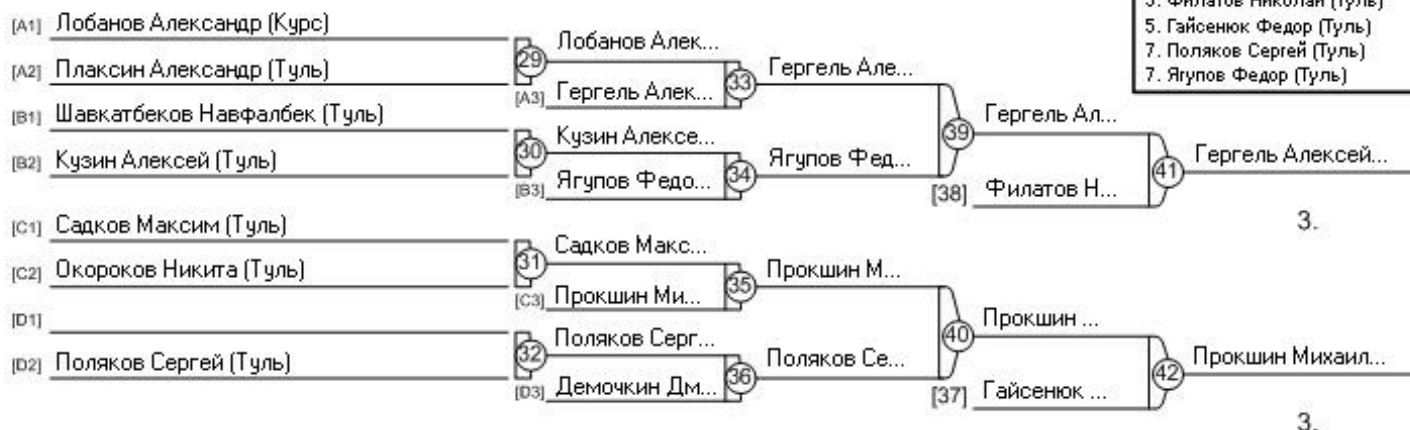 5. Филатов Николай (Туль)
5. Гайсенюк Федор (Туль)
7. Поляков Сергей (Туль)
7. Ягупов Федор (Туль)
[A1] Лобанов Александр (Курс)
[A2] Плаксин Александр (Туль)
29
Лобанов Алек...
[A3] Гергель Алек...
33
Гергель Але...
[B1] Шавкатбеков Навфалбек (Туль)
[B2] Кузин Алексей (Туль)
30
Кузин Алексе...
[B3] Ягупов Федо...
34
Ягупов Фед...
39
Гергель Ал...
[38] Филатов Н...
41
Гергель Алексей...
3.
[C1] Садков Максим (Туль)
[C2] Окороков Никита (Туль)
31
Садков Макс...
[C3] Прокшин Ми...
35
Прокшин М...
[D1]
[D2] Поляков Сергей (Туль)
32
Поляков Серг...
[D3] Демочкин Дм...
36
Поляков Се...
40
Прокшин ...
[37] Гайсенюк ...
42
Прокшин Михаил...
3.